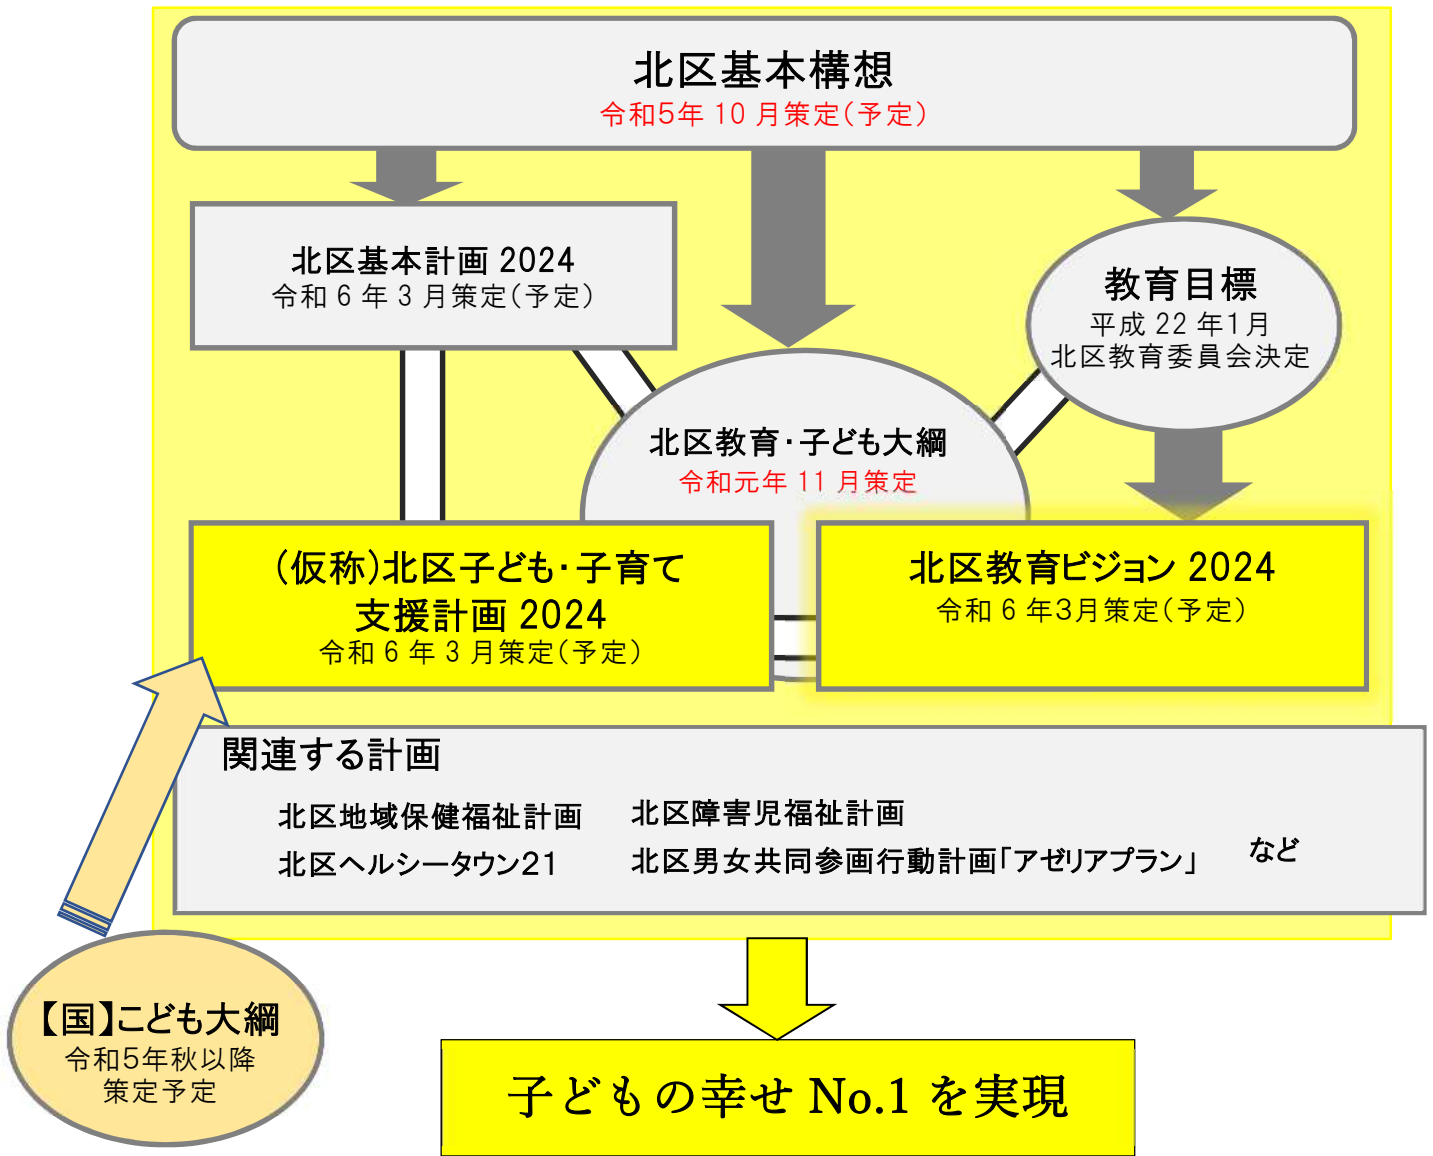 北区基本構想
令和5年 10 月策定(予定)
北区基本計画 2024
令和 6 年 3 月策定(予定)
教育目標
平成 22 年1月
北区教育委員会決定
北区教育・子ども大綱
令和元年 11 月策定
(仮称)北区子ども・子育て
支援計画 2024
令和 6 年 3 月策定(予定)
北区教育ビジョン 2024
令和 6 年3月策定(予定)
関連する計画
北区地域保健福祉計画
北区障害児福祉計画
北区ヘルシータウン21
北区男女共同参画行動計画「アゼリアプラン」
など
【国】こども大綱
令和5年秋以降
策定予定
子どもの幸せ No.1 を実現